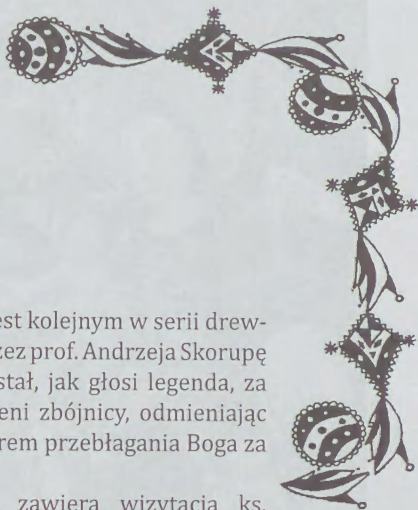 est kolejnym w serii drew-
zez prof. Andrzeja Skorupę
stał, jak głosi legenda, za
eni zbójnicy, odmieniając
rem przebłagania Boga za
zawiera wizytacja ks.